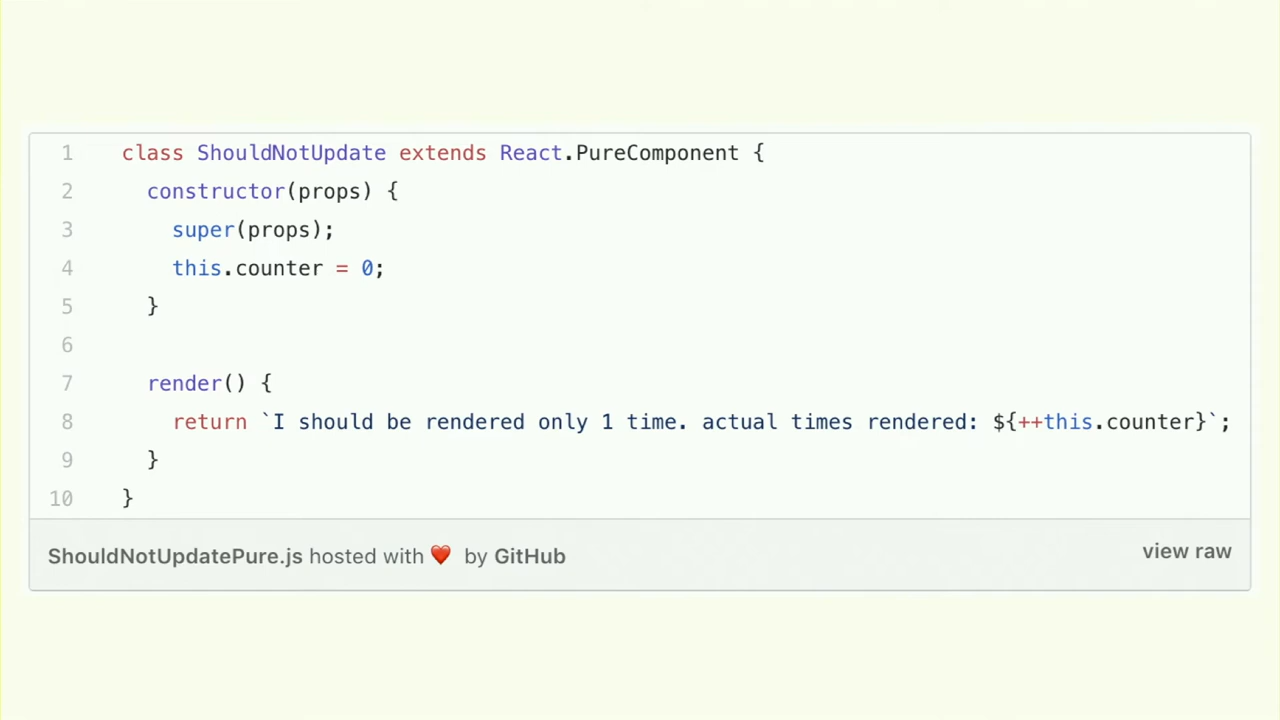 1 class ShouldNotUpdate extends React.PureComponent {
2 constructor(props) {
3 super(props);
4 this.counter = 0;
5 }
6
7 render() {
8 return `I should be rendered only 1 time. actual times rendered: ${++this.counter}`;
9 }
10 }
ShouldNotUpdatePure.js hosted with ❤ by GitHub
view raw